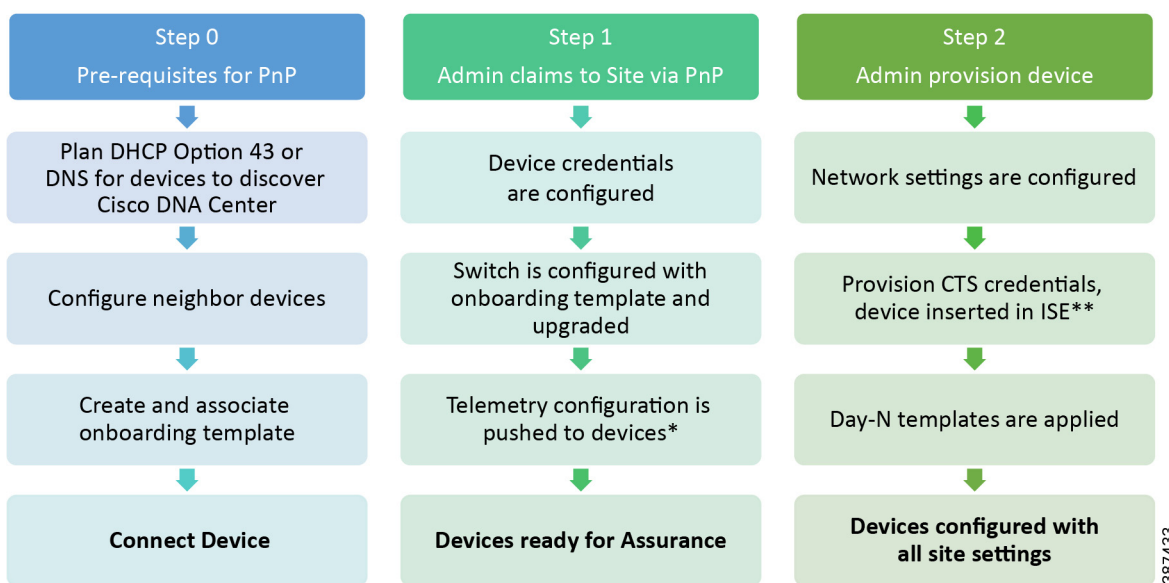 Step 0
Pre-requisites for PnP
Plan DHCP Option 43 or
DNS for devices to discover
Cisco DNA Center
Configure neighbor devices
Create and associate
onboarding template
Connect Device
Step 1
Admin claims to Site via PnP
Device credentials
are configured
Switch is configured with
onboarding template and
upgraded
Telemetry configuration is
pushed to devices*
Devices ready for Assurance
Step 2
Admin provision device
Network settings are configured
Provision CTS credentials,
device inserted in ISE**
Day-N templates are applied
Devices configured with
all site settings
387433